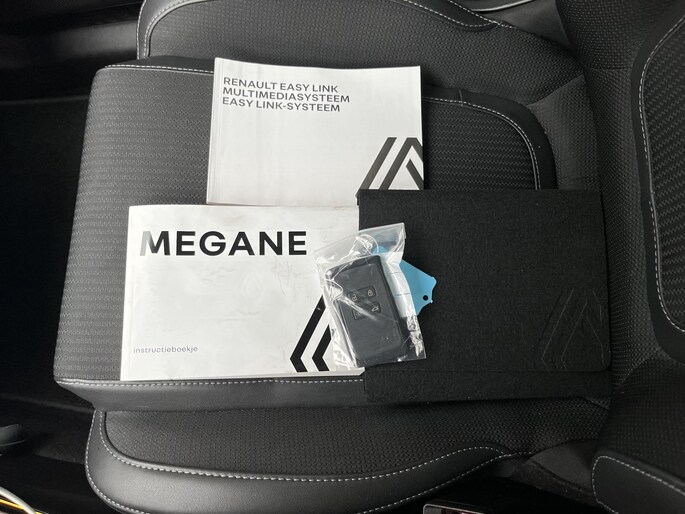 RENAULT EASY LINK
MULTIMEDIASYSTEEM
EASY LINK-SYSTEEM
MEGANE
instructieboekje